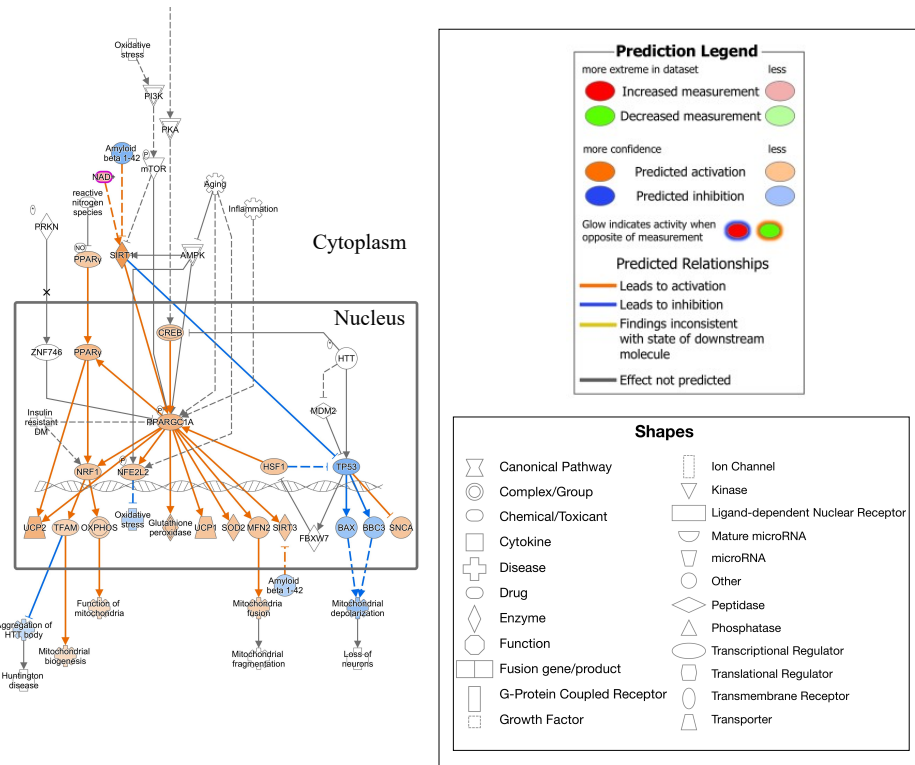 Oxidative
stress
PI3K
PKA
Amyloid
beta 1-42
P
mTOR
NAD+
Aging
reactive
nitrogen
species
Inflammation
PRKN
Cytoplasm
NO
PPARγ
SIRT1
AMPK
Nucleus
CREB
ZNF746
PPARγ
HTT
Insulin
resistant
DM
P
PPARGC1A
MDM2
NRF1
P
NFE2L2
HSF1
TP53
UCP2
TFAM
OXPHOS
Oxidative
stress
Glutathione
peroxidase
UCP1
SOD2
MFN2
SIRT3
FBXW7
BAX
BBC3
SNCA
Amyloid
beta 1-42
Function of
mitochondria
Mitochondria
fusion
Mitochondrial
depolarization
Aggregation of
HTT body
Mitochondrial
biogenesis
Mitochondrial
fragmentation
Loss of
neurons
Huntington
disease
Prediction Legend
more extreme in dataset less
Increased measurement
Decreased measurement
more confidence less
Predicted activation
Predicted inhibition
Glow indicates activity when
opposite of measurement
Predicted Relationships
Leads to activation
Leads to inhibition
Findings inconsistent
with state of downstream
molecule
Effect not predicted
Shapes
Canonical Pathway
Complex/Group
Chemical/Toxicant
Cytokine
Disease
Drug
Enzyme
Function
Fusion gene/product
G-Protein Coupled Receptor
Growth Factor
Ion Channel
Kinase
Ligand-dependent Nuclear Receptor
Mature microRNA
microRNA
Other
Peptidase
Phosphatase
Transcriptional Regulator
Translational Regulator
Transmembrane Receptor
Transporter